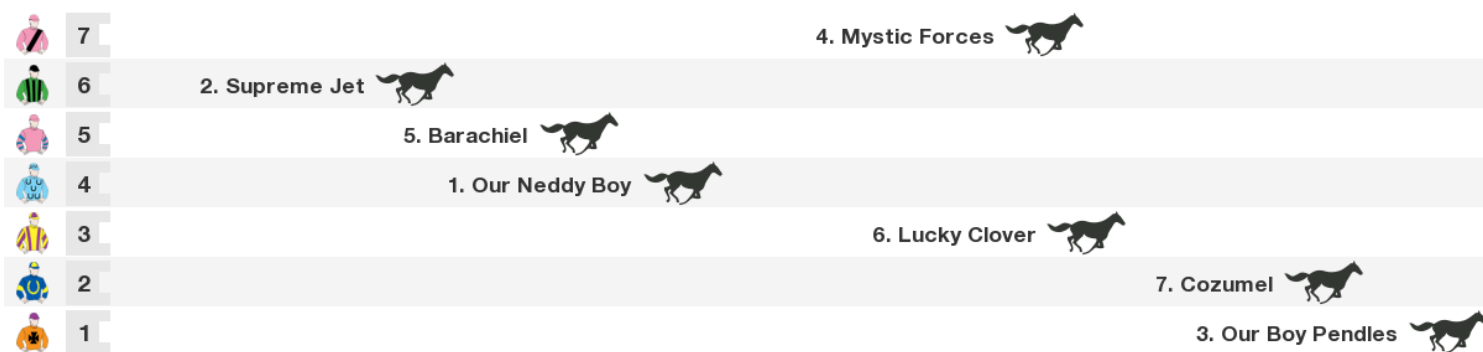 7 4. Mystic Forces
6 2. Supreme Jet
5 5. Barachiel
4 1. Our Neddy Boy
3 6. Lucky Clover
2 7. Cozumel
1 3. Our Boy Pendles